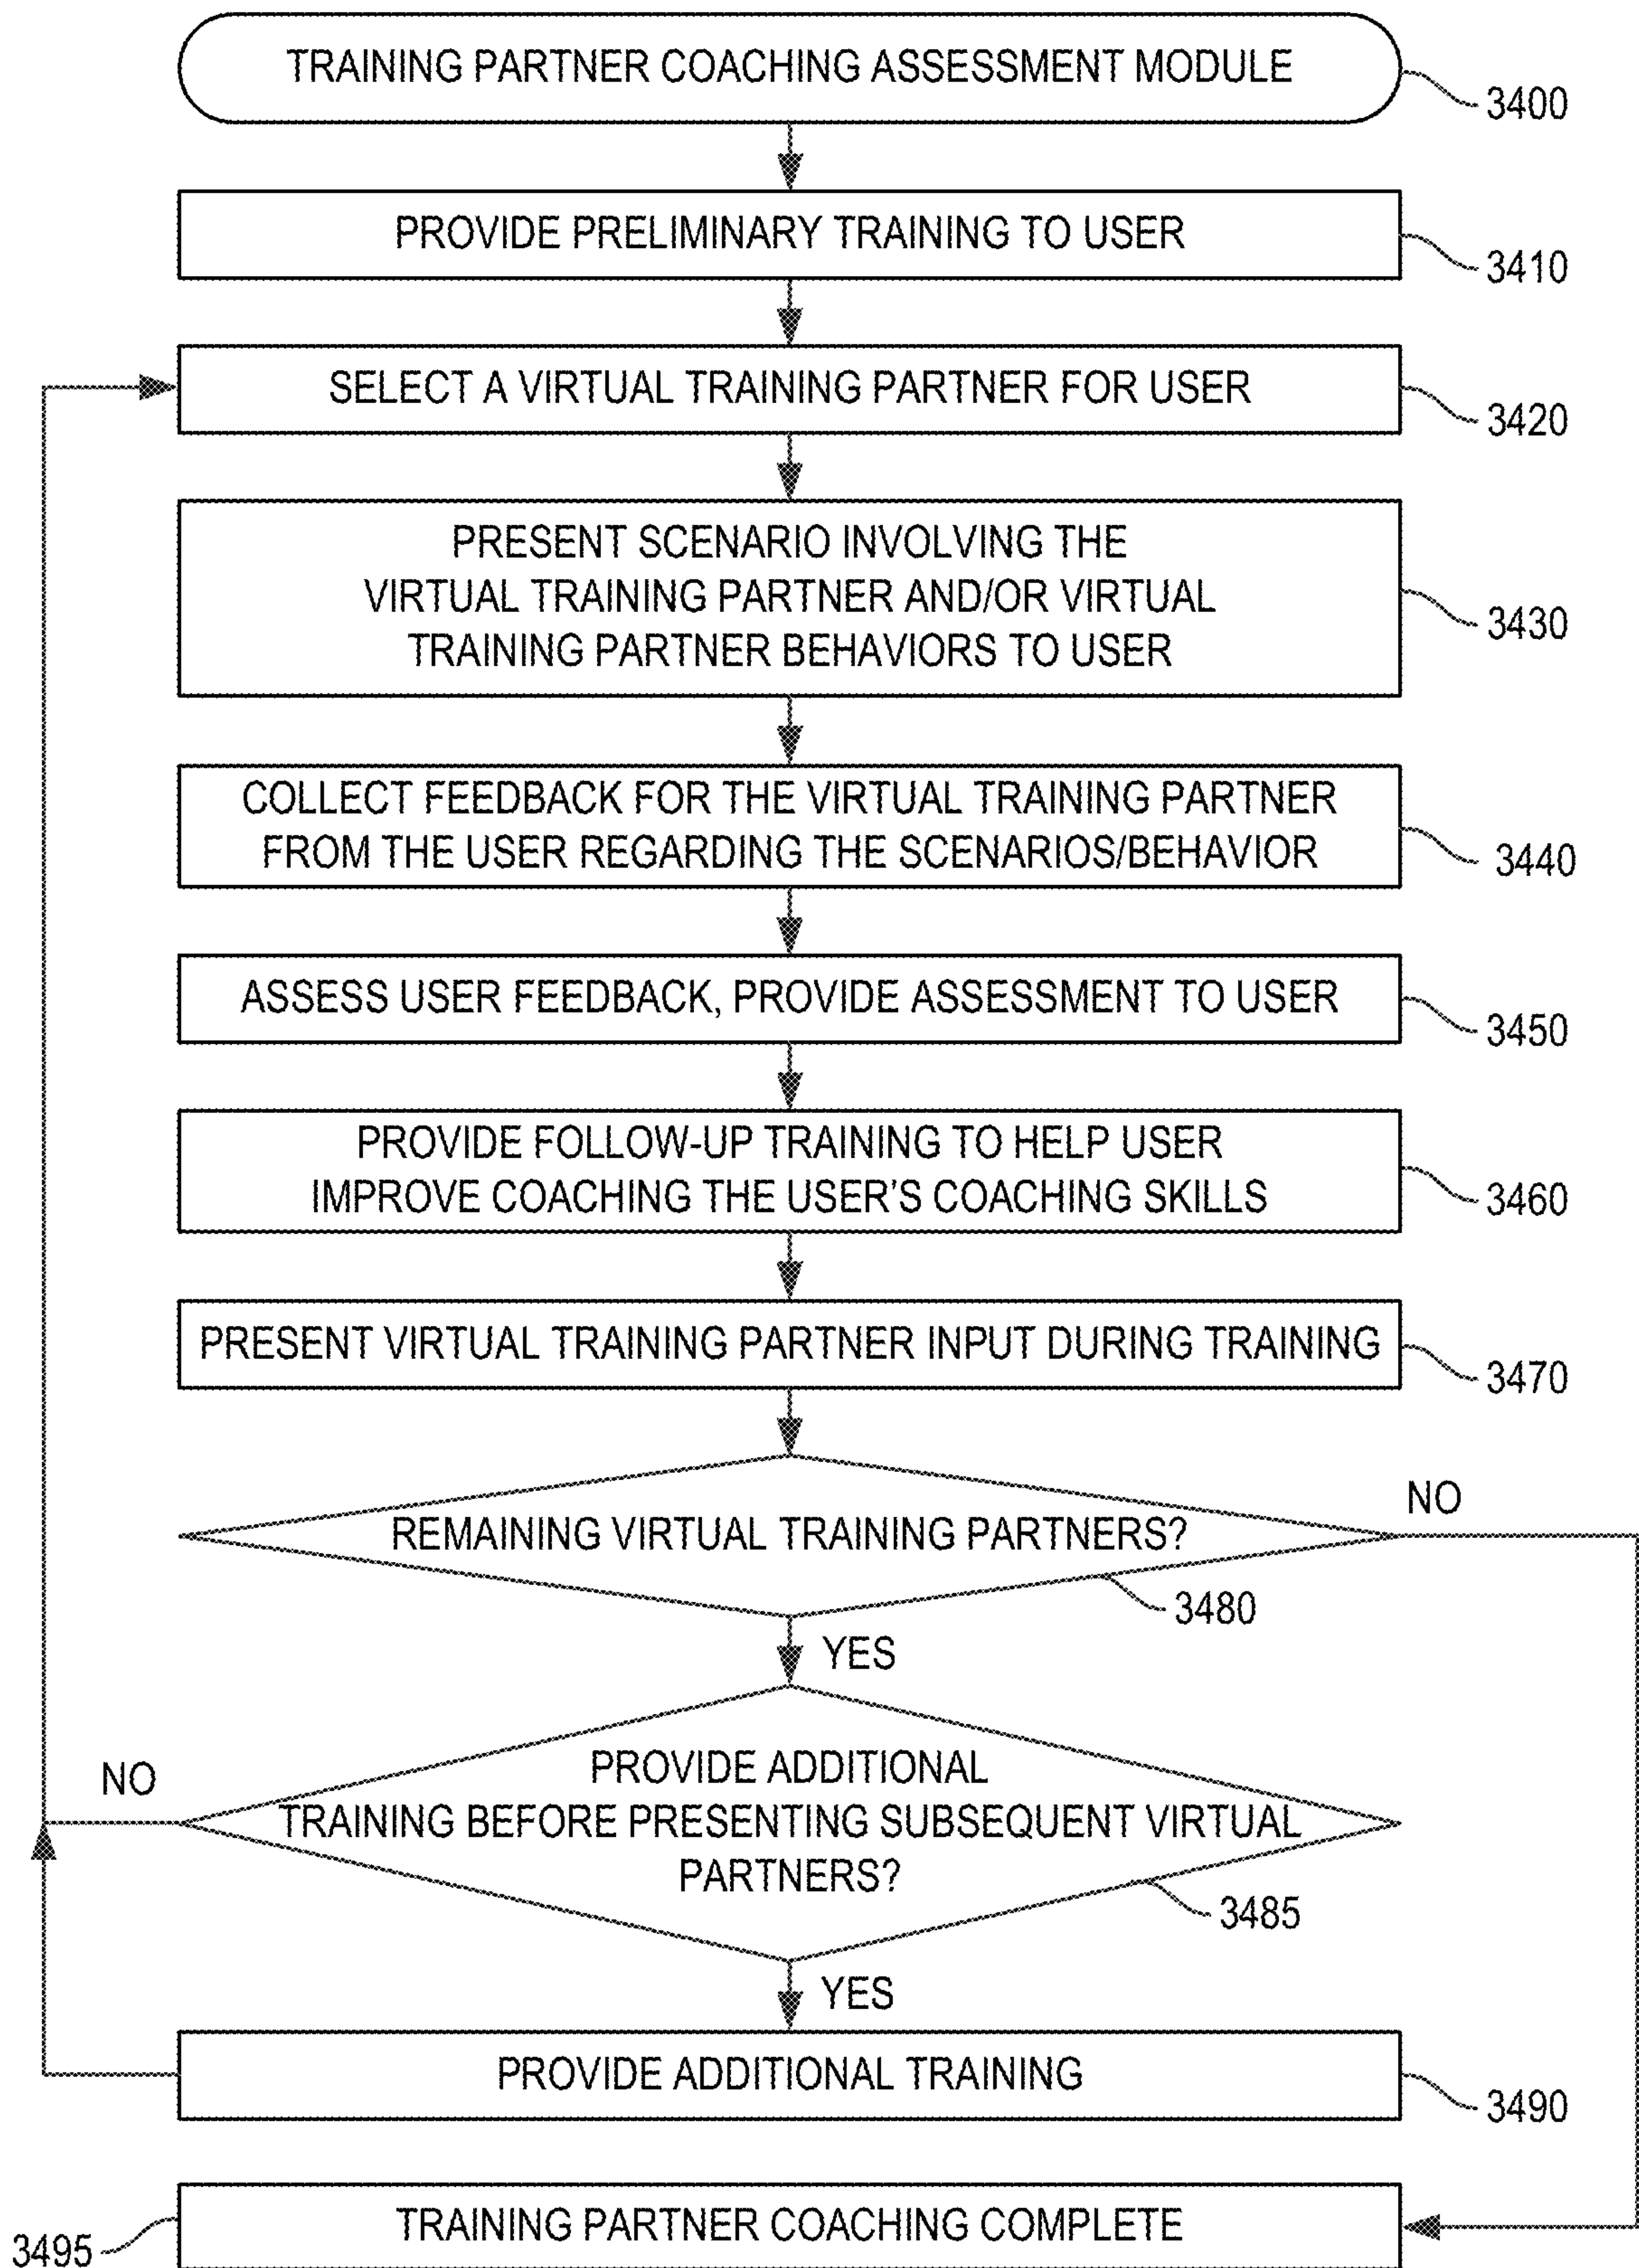 TRAINING PARTNER COACHING ASSESSMENT MODULE
3400
PROVIDE PRELIMINARY TRAINING TO USER
3410
SELECT A VIRTUAL TRAINING PARTNER FOR USER
3420
PRESENT SCENARIO INVOLVING THE
VIRTUAL TRAINING PARTNER AND/OR VIRTUAL
TRAINING PARTNER BEHAVIORS TO USER
3430
COLLECT FEEDBACK FOR THE VIRTUAL TRAINING PARTNER
FROM THE USER REGARDING THE SCENARIOS/BEHAVIOR
3440
ASSESS USER FEEDBACK, PROVIDE ASSESSMENT TO USER
3450
PROVIDE FOLLOW-UP TRAINING TO HELP USER
IMPROVE COACHING THE USER'S COACHING SKILLS
3460
PRESENT VIRTUAL TRAINING PARTNER INPUT DURING TRAINING
3470
NO
REMAINING VIRTUAL TRAINING PARTNERS?
3480
YES
NO
PROVIDE ADDITIONAL
TRAINING BEFORE PRESENTING SUBSEQUENT VIRTUAL
PARTNERS?
3485
YES
PROVIDE ADDITIONAL TRAINING
3490
TRAINING PARTNER COACHING COMPLETE
3495